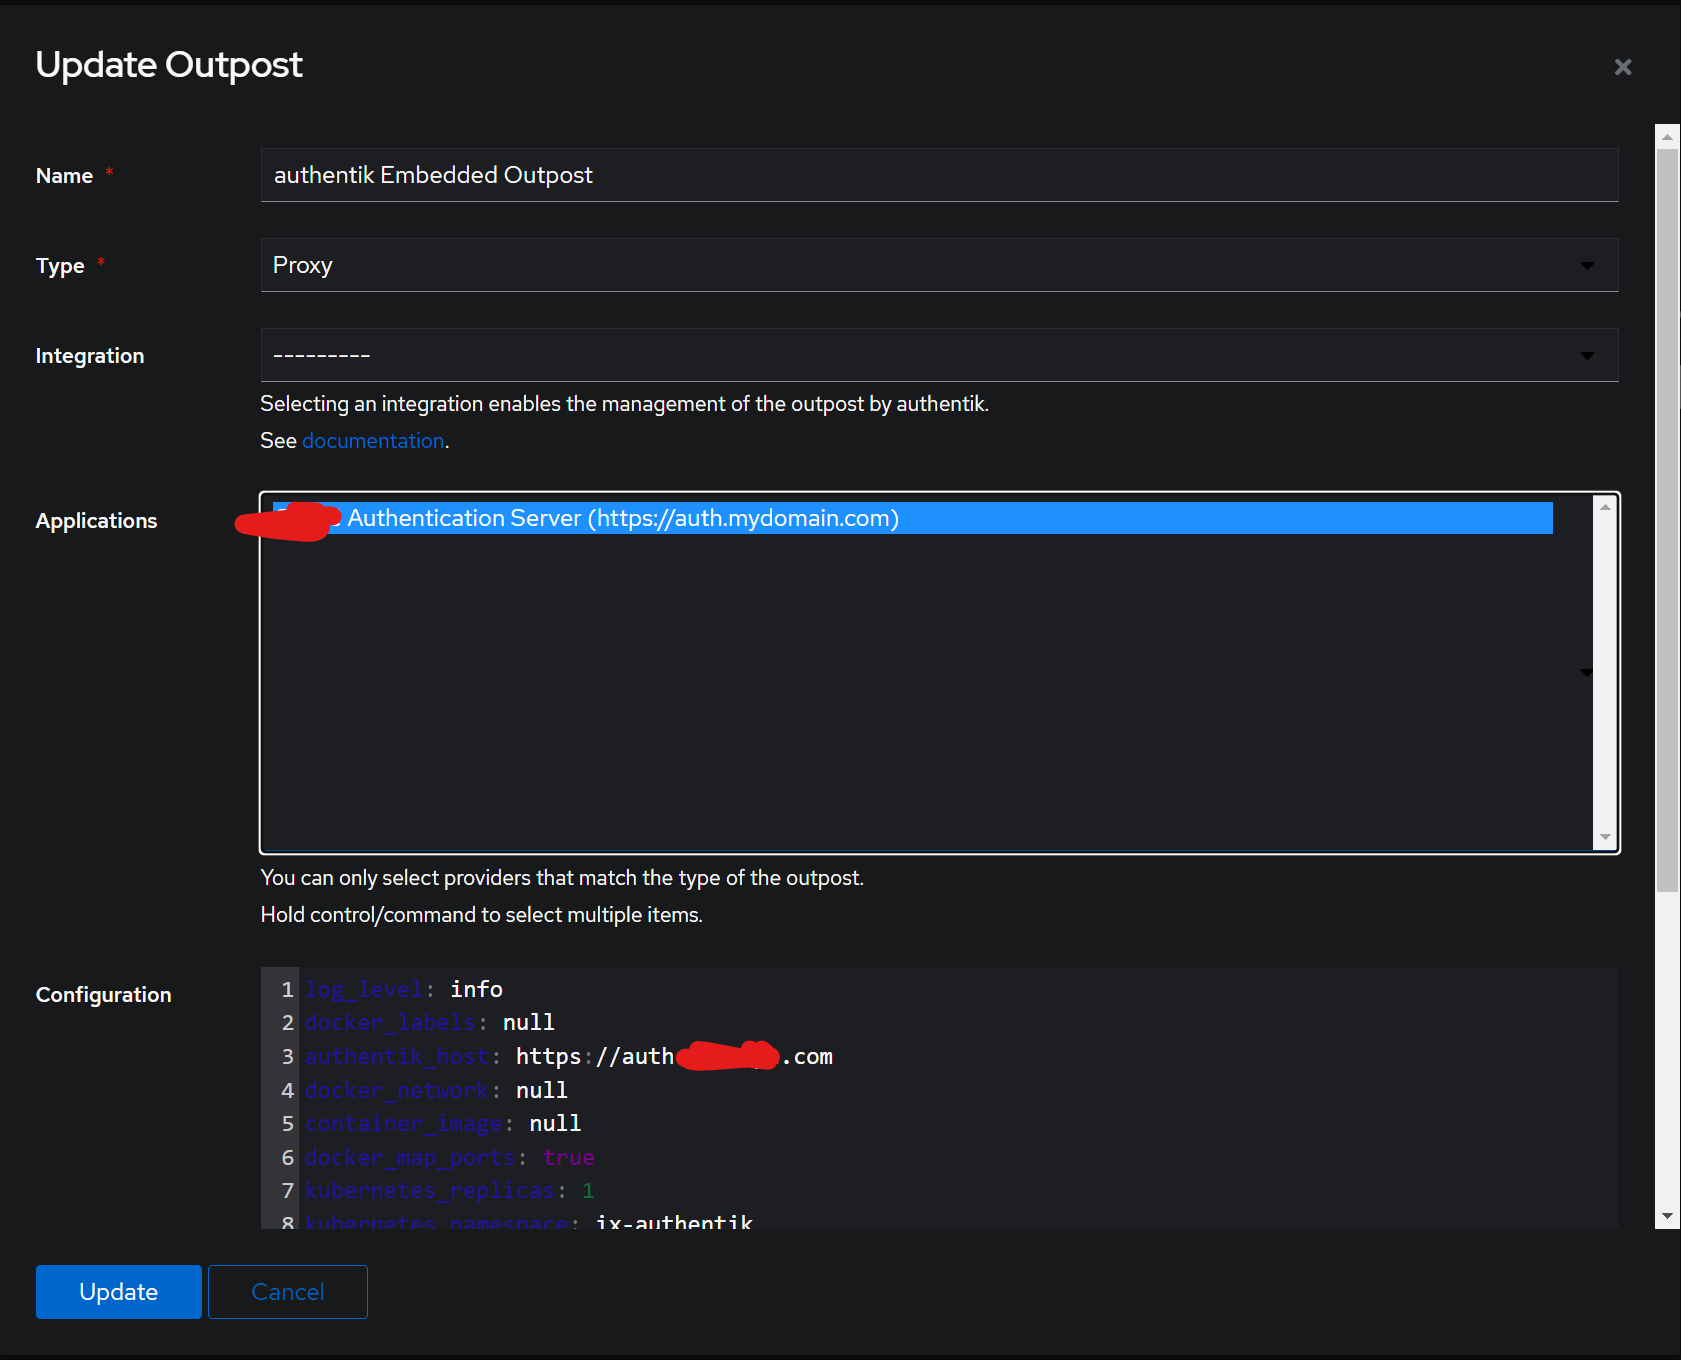 Update Outpost
Name *
authentik Embedded Outpost
Type *
Proxy
Integration
---------
Selecting an integration enables the management of the outpost by authentik.
See documentation.
Applications
Authentication Server (https://auth.mydomain.com)
You can only select providers that match the type of the outpost.
Hold control/command to select multiple items.
Configuration
1 log_level: info
2 docker_labels: null
3 authentik_host: https://auth .com
4 docker_network: null
5 container_image: null
6 docker_map_ports: true
7 kubernetes_replicas: 1
8 kubernetes_namespace: ix-authentik
Update
Cancel